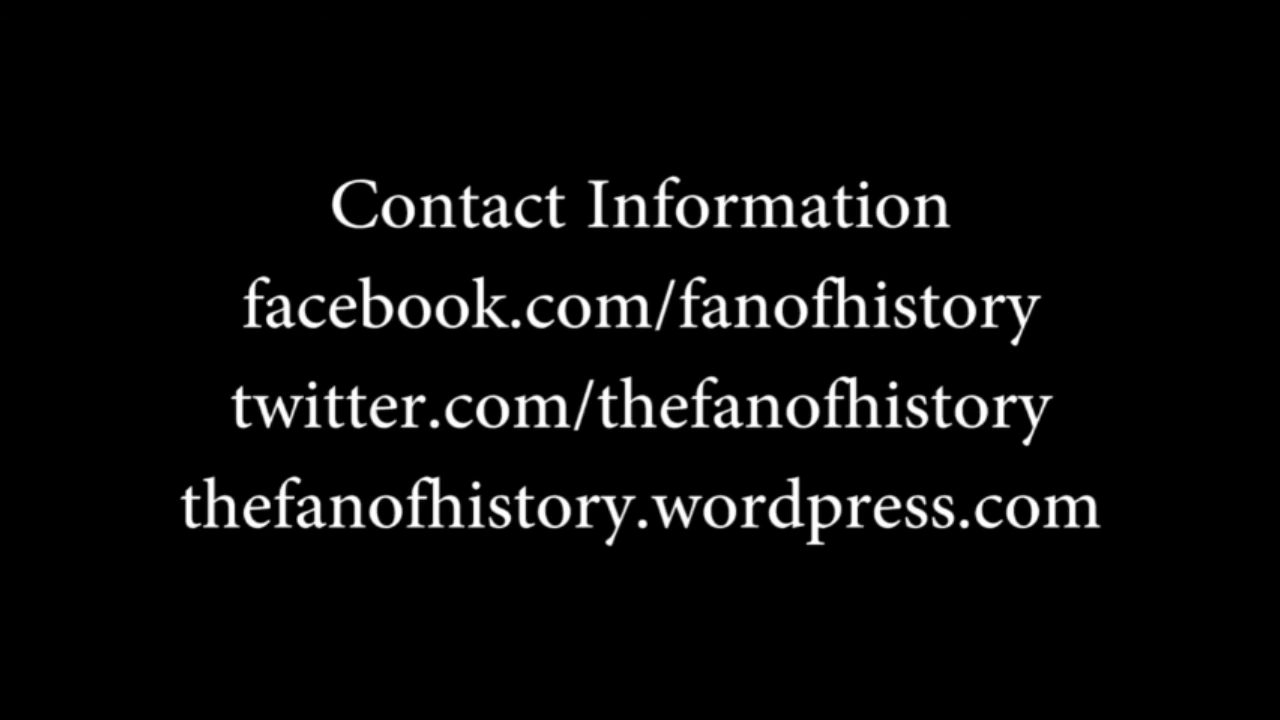 Contact Information
facebook.com/fanofhistory
twitter.com/thefanofhistory
thefanofhistory.wordpress.com